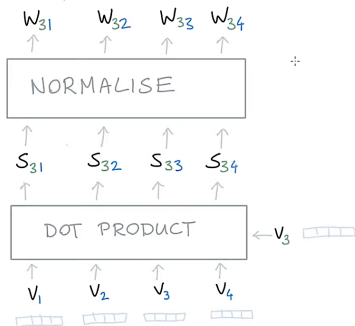 W31 W32 W33 W34
NORMALISE
S31 S32 S33 S34
DOT PRODUCT
V3
V1 V2 V3 V4